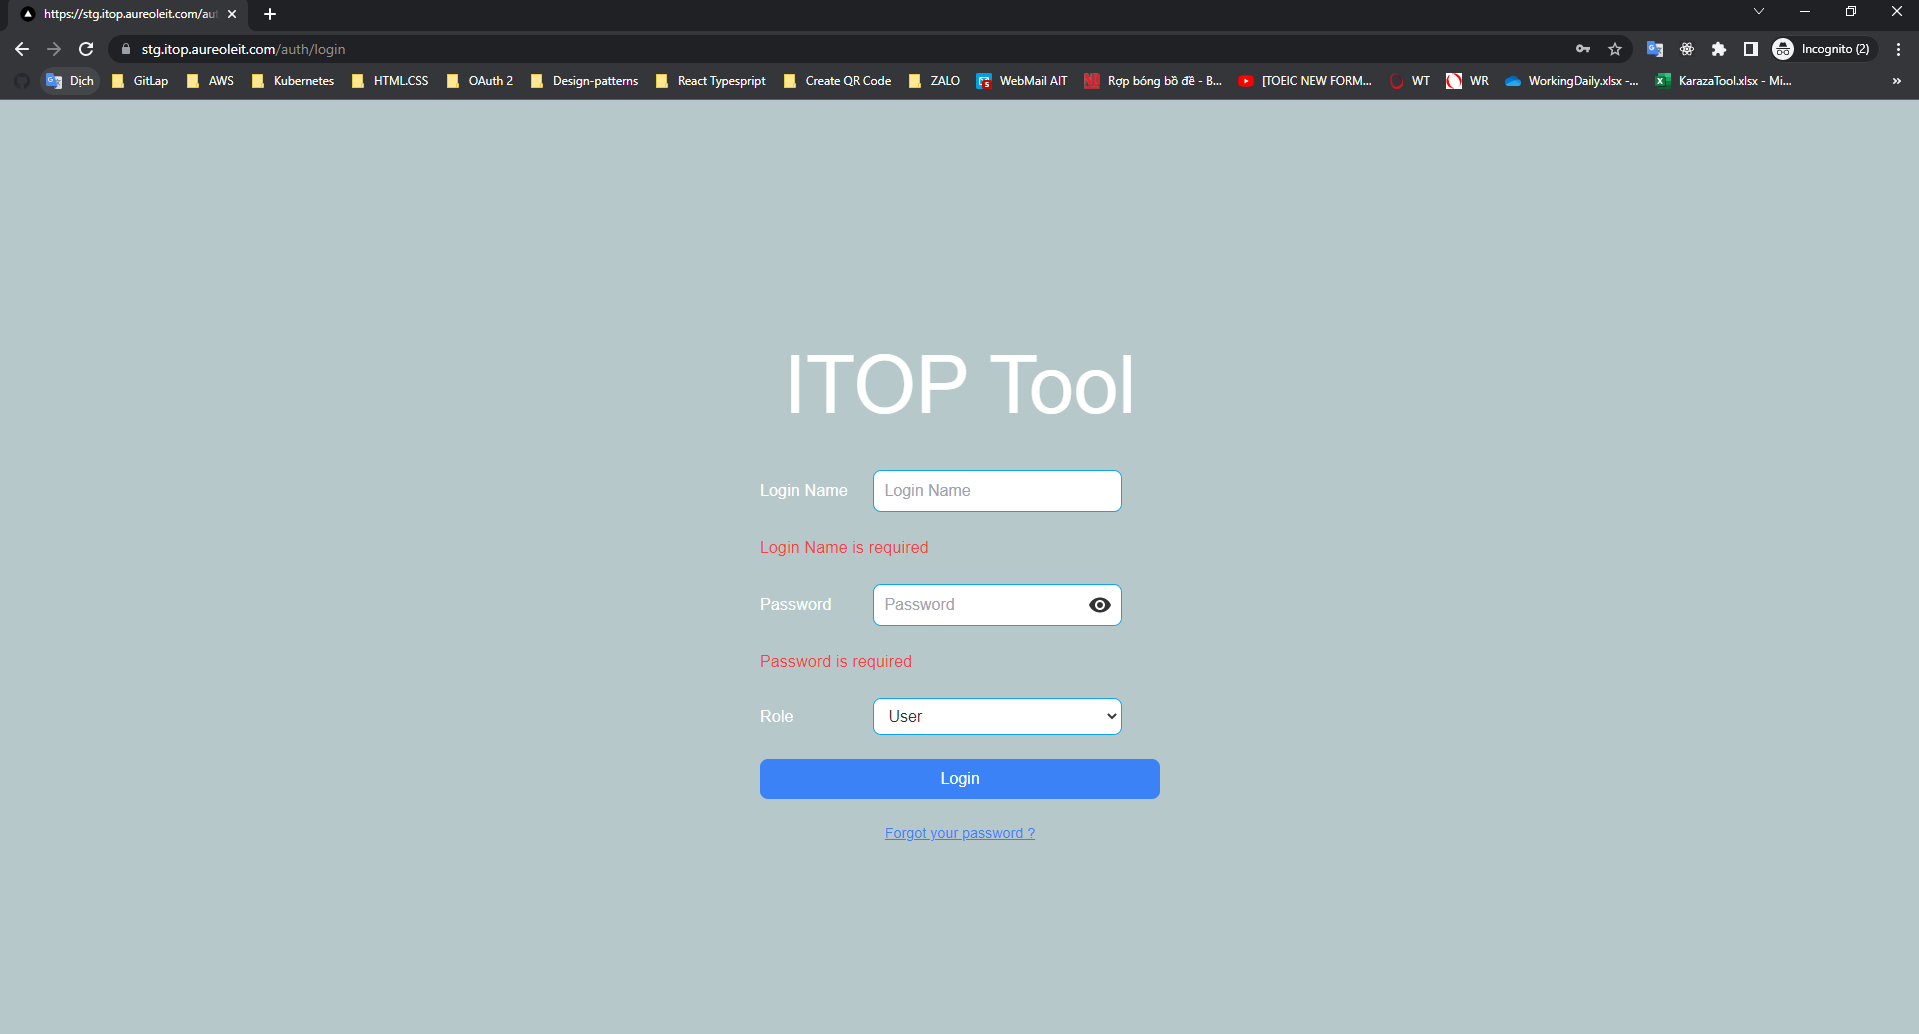 https://stg.itop.aureoleit.com/aut
stg.itop.aureoleit.com/auth/login
Incognito (2)
Dịch GitLap AWS Kubernetes HTML.CSS OAuth 2 Design-patterns React Typespript Create QR Code ZALO WebMail AIT Rợp bóng bồ đề - B... [TOEIC NEW FORM... WT WR WorkingDaily.xlsx -... KarazaTool.xlsx - Mi... »
ITOP Tool
Login Name Login Name
Login Name is required
Password Password
Password is required
Role User
Login
Forgot your password ?